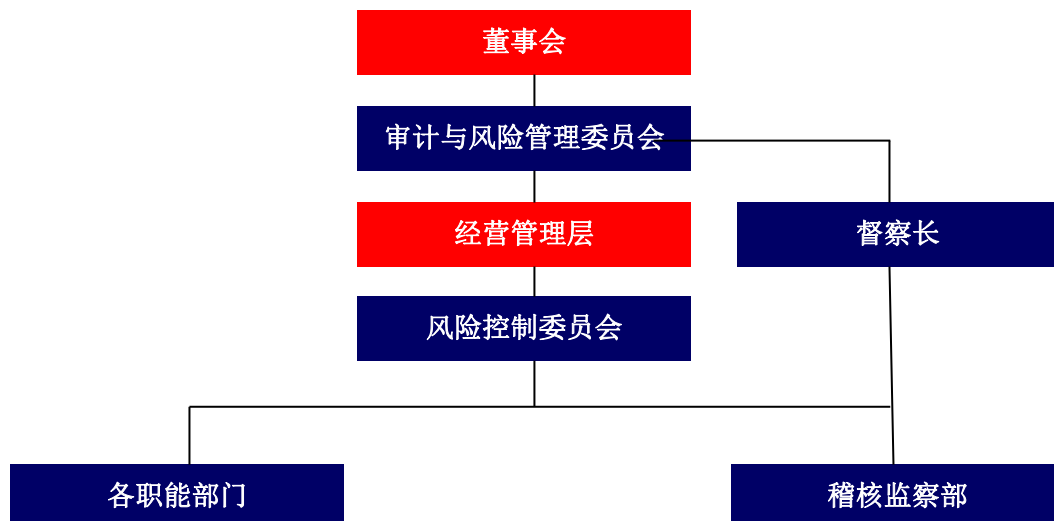 董事会
审计与风险管理委员会
经营管理层
督察长
风险控制委员会
各职能部门
稽核监察部